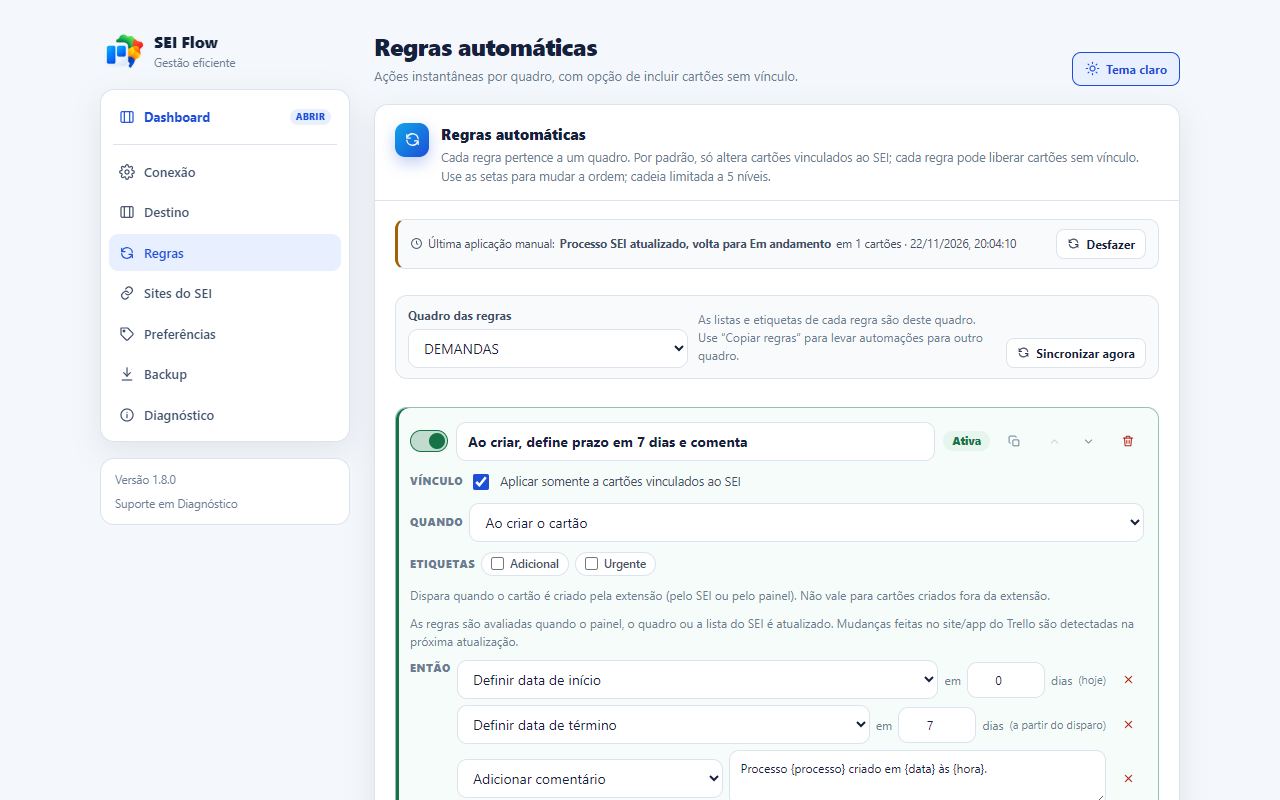 SEI Flow
Gestão eficiente
Dashboard
ABRIR
Conexão
Destino
Regras
Sites do SEI
Preferências
Backup
Diagnóstico
Versão 1.8.0
Suporte em Diagnóstico
Regras automáticas
Ações instantâneas por quadro, com opção de incluir cartões sem vínculo.
Tema claro
Regras automáticas
Cada regra pertence a um quadro. Por padrão, só altera cartões vinculados ao SEI; cada regra pode liberar cartões sem vínculo.
Use as setas para mudar a ordem; cadeia limitada a 5 níveis.
Última aplicação manual: Processo SEI atualizado, volta para Em andamento em 1 cartões · 22/11/2026, 20:04:10
Desfazer
Quadro das regras
DEMANDAS
As listas e etiquetas de cada regra são deste quadro.
Use "Copiar regras" para levar automações para outro
quadro.
Sincronizar agora
Ao criar, define prazo em 7 dias e comenta
Ativa
VÍNCULO Aplicar somente a cartões vinculados ao SEI
QUANDO Ao criar o cartão
ETIQUETAS Adicional Urgente
Dispara quando o cartão é criado pela extensão (pelo SEI ou pelo painel). Não vale para cartões criados fora da extensão.
As regras são avaliadas quando o painel, o quadro ou a lista do SEI é atualizado. Mudanças feitas no site/app do Trello são detectadas na
próxima atualização.
ENTÃO Definir data de início em 0 dias (hoje)
Definir data de término em 7 dias (a partir do disparo)
Adicionar comentário Processo {processo} criado em {data} às {hora}.